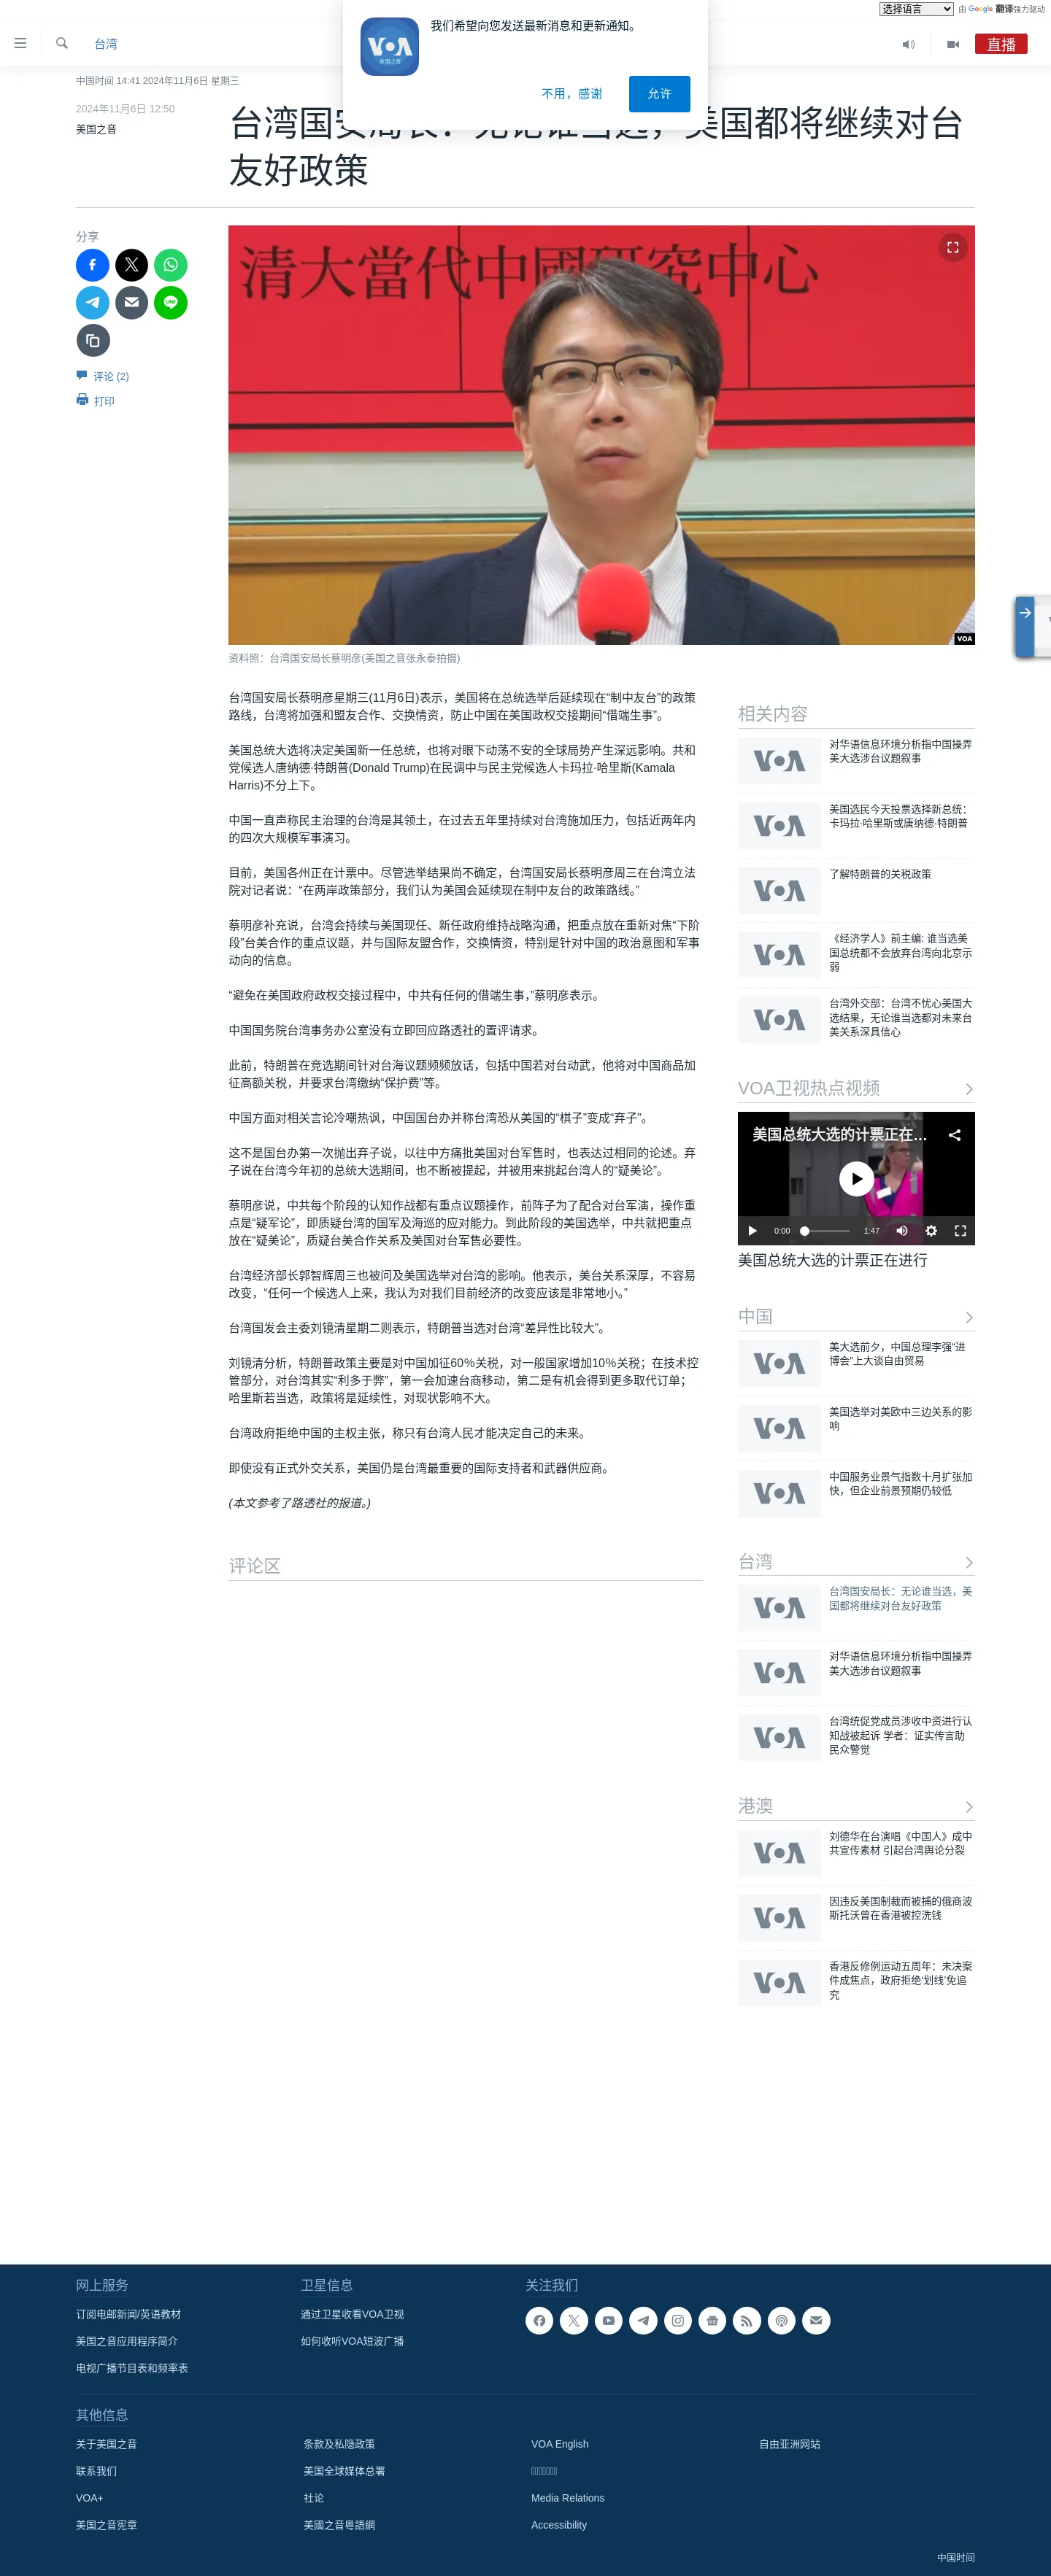 选择语言 由 Google 翻译强力驱动
我们希望向您发送最新消息和更新通知。
不用，感谢
允许
VOA
美国之音
台湾
直播
中国时间 14:41 2024年11月6日 星期三
2024年11月6日 12:50
美国之音
美国都将继续对台
友好政策
分享
评论 (2)
打印
清大當代中國研究中心
VOA
资料照：台湾国安局长蔡明彦(美国之音张永泰拍摄)
台湾国安局长蔡明彦星期三(11月6日)表示，美国将在总统选举后延续现在“制中友台”的政策
路线，台湾将加强和盟友合作、交换情资，防止中国在美国政权交接期间“借端生事”。
美国总统大选将决定美国新一任总统，也将对眼下动荡不安的全球局势产生深远影响。共和
党候选人唐纳德·特朗普(Donald Trump)在民调中与民主党候选人卡玛拉·哈里斯(Kamala
Harris)不分上下。
中国一直声称民主治理的台湾是其领土，在过去五年里持续对台湾施加压力，包括近两年内
的四次大规模军事演习。
目前，美国各州正在计票中。尽管选举结果尚不确定，台湾国安局长蔡明彦周三在台湾立法
院对记者说：“在两岸政策部分，我们认为美国会延续现在制中友台的政策路线。”
蔡明彦补充说，台湾会持续与美国现任、新任政府维持战略沟通，把重点放在重新对焦“下阶
段”台美合作的重点议题，并与国际友盟合作，交换情资，特别是针对中国的政治意图和军事
动向的信息。
“避免在美国政府政权交接过程中，中共有任何的借端生事，”蔡明彦表示。
中国国务院台湾事务办公室没有立即回应路透社的置评请求。
此前，特朗普在竞选期间针对台海议题频频放话，包括中国若对台动武，他将对中国商品加
征高额关税，并要求台湾缴纳“保护费”等。
中国方面对相关言论冷嘲热讽，中国国台办并称台湾恐从美国的“棋子”变成“弃子”。
这不是国台办第一次抛出弃子说，以往中方痛批美国对台军售时，也表达过相同的论述。弃
子说在台湾今年初的总统大选期间，也不断被提起，并被用来挑起台湾人的“疑美论”。
蔡明彦说，中共每个阶段的认知作战都有重点议题操作，前阵子为了配合对台军演，操作重
点是“疑军论”，即质疑台湾的国军及海巡的应对能力。到此阶段的美国选举，中共就把重点
放在“疑美论”，质疑台美合作关系及美国对台军售必要性。
台湾经济部长郭智辉周三也被问及美国选举对台湾的影响。他表示，美台关系深厚，不容易
改变，“任何一个候选人上来，我认为对我们目前经济的改变应该是非常地小。”
台湾国发会主委刘镜清星期二则表示，特朗普当选对台湾“差异性比较大”。
刘镜清分析，特朗普政策主要是对中国加征60％关税，对一般国家增加10％关税；在技术控
管部分，对台湾其实“利多于弊”，第一会加速台商移动，第二是有机会得到更多取代订单；
哈里斯若当选，政策将是延续性，对现状影响不大。
台湾政府拒绝中国的主权主张，称只有台湾人民才能决定自己的未来。
即使没有正式外交关系，美国仍是台湾最重要的国际支持者和武器供应商。
(本文参考了路透社的报道。)
评论区
相关内容
VOA
对华语信息环境分析指中国操弄
美大选涉台议题叙事
VOA
美国选民今天投票选择新总统：
卡玛拉·哈里斯或唐纳德·特朗普
VOA
了解特朗普的关税政策
VOA
《经济学人》前主编: 谁当选美
国总统都不会放弃台湾向北京示
弱
VOA
台湾外交部：台湾不忧心美国大
选结果，无论谁当选都对未来台
美关系深具信心
VOA卫视热点视频
美国总统大选的计票正在...
0:00 1:47
美国总统大选的计票正在进行
中国
VOA
美大选前夕，中国总理李强“进
博会”上大谈自由贸易
VOA
美国选举对美欧中三边关系的影
响
VOA
中国服务业景气指数十月扩张加
快，但企业前景预期仍较低
台湾
VOA
台湾国安局长：无论谁当选，美
国都将继续对台友好政策
VOA
对华语信息环境分析指中国操弄
美大选涉台议题叙事
VOA
台湾统促党成员涉收中资进行认
知战被起诉 学者：证实传言助
民众警觉
港澳
VOA
刘德华在台演唱《中国人》成中
共宣传素材 引起台湾舆论分裂
VOA
因违反美国制裁而被捕的俄商波
斯托沃曾在香港被控洗钱
VOA
香港反修例运动五周年：未决案
件成焦点，政府拒绝‘划线’免追
究
网上服务
订阅电邮新闻/英语教材
美国之音应用程序简介
电视广播节目表和频率表
卫星信息
通过卫星收看VOA卫视
如何收听VOA短波广播
关注我们
其他信息
关于美国之音
联系我们
VOA+
美国之音宪章
条款及私隐政策
美国全球媒体总署
社论
美國之音粵語網
VOA English
Media Relations
Accessibility
自由亚洲网站
中国时间